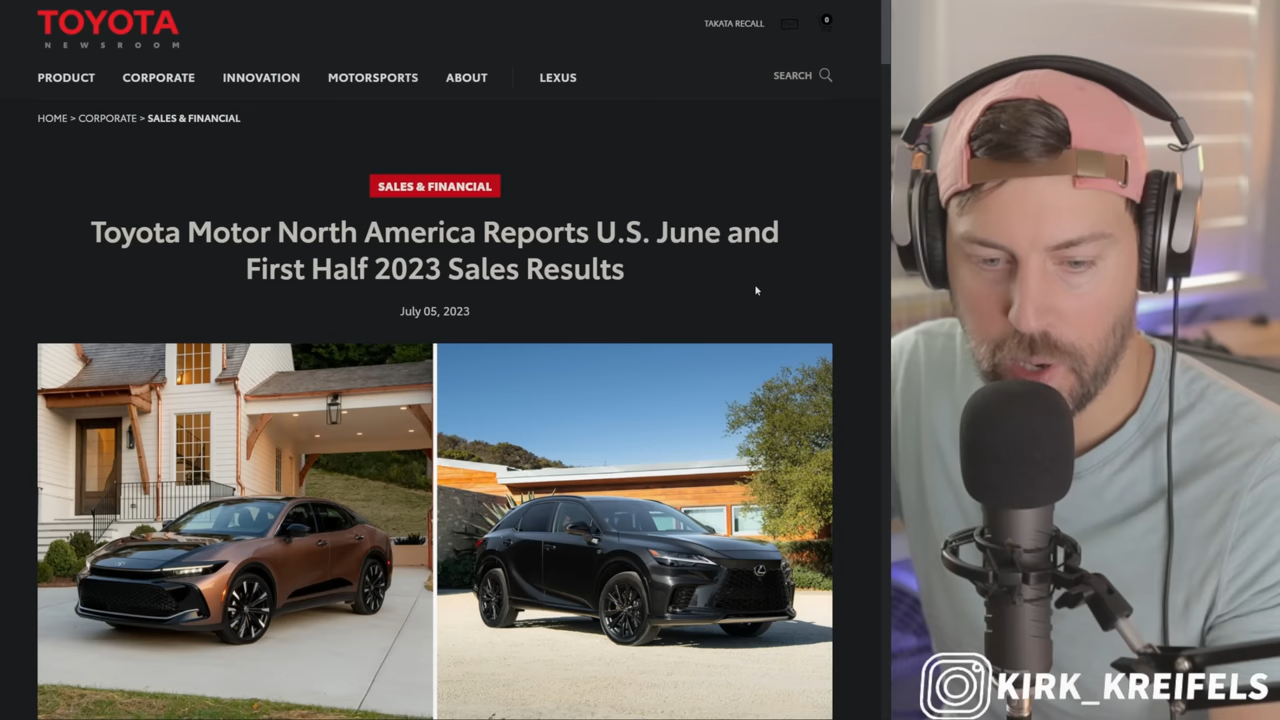 TOYOTA
NEWSROOM
TAKATA RECALL
0
PRODUCT CORPORATE INNOVATION MOTORSPORTS ABOUT LEXUS
SEARCH
HOME > CORPORATE > SALES & FINANCIAL
SALES & FINANCIAL
Toyota Motor North America Reports U.S. June and
First Half 2023 Sales Results
July 05, 2023
KIRK_KREIFELS